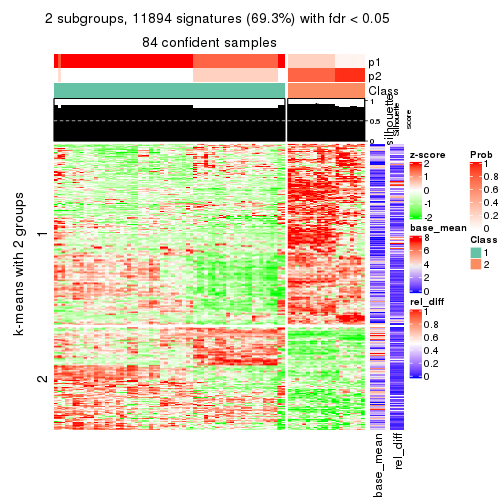 2 subgroups, 11894 signatures (69.3%) with fdr < 0.05
84 confident samples
p1
p2
Class
1
0.5
0
silhouette
Silhouette
score
k-means with 2 groups
1
2
z-score
2
1
0
-1
-2
base_mean
8
6
4
2
0
rel_diff
1
0.8
0.6
0.4
0.2
0
Prob
1
0.8
0.6
0.4
0.2
0
Class
1
2
base_mean
rel_diff